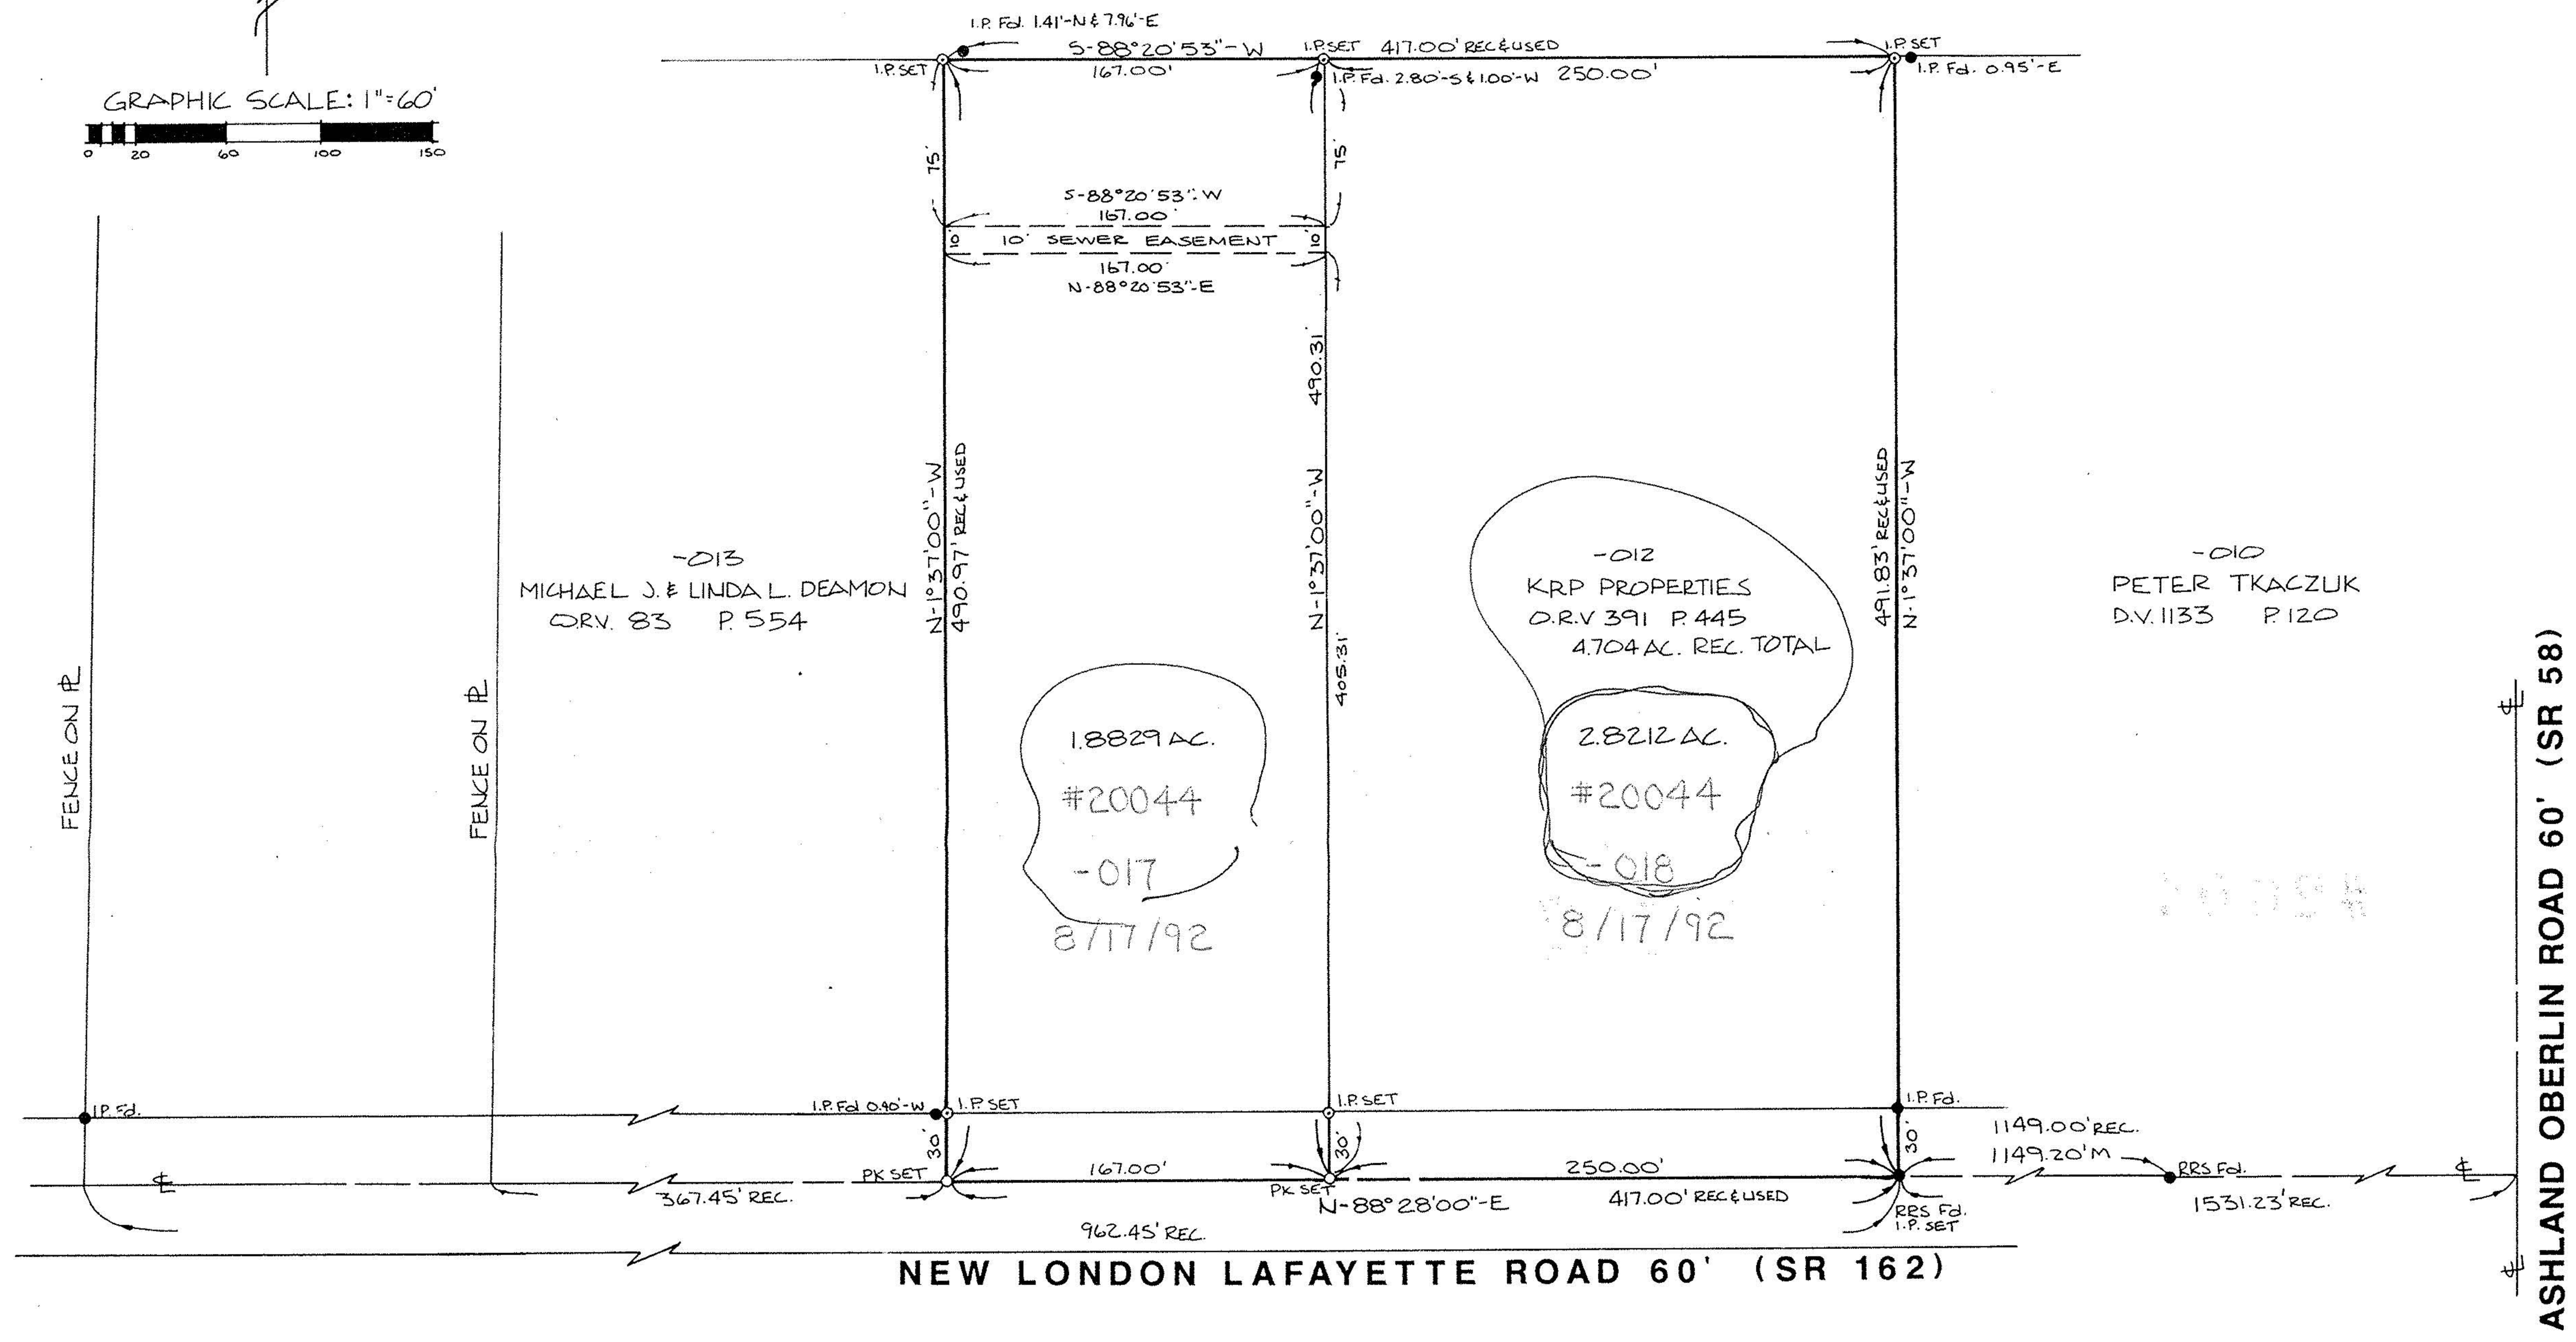 I.P. Fd. 1.41'-N & 7.96'-E
S-88°20'53"-W
I.P. SET
417.00' REC & USED
I.P. SET
I.P. SET
167.00'
I.P. Fd. 2.80'-S & 1.00'-W
250.00'
I.P. Fd. 0.95'-E
GRAPHIC SCALE: 1"=60'
0 20 60 100 150
75'
75'
S-88°20'53"-W
167.00'
10'
10' SEWER EASEMENT
10'
167.00'
N-88°20'53"-E
490.31'
N-1°37'00"-W
490.97' REC & USED
N-1°37'00"-W
405.31'
491.83' REC & USED
N-1°37'00"-W
-013
MICHAEL J. & LINDA L. DEAMON
O.R.V. 83 P. 554
-012
KRP PROPERTIES
O.R.V 391 P. 445
4.704 AC. REC. TOTAL
-010
PETER TKACZUK
D.V. 1133 P. 120
FENCE ON PL
FENCE ON PL
1.8829 AC.
#20044
-017
8/17/92
2.8212 AC.
#20044
-018
8/17/92
I.P. Fd.
I.P. Fd 0.40'-W
I.P. SET
I.P. SET
I.P. Fd.
30'
30'
30'
1149.00' REC.
1149.20' M
℄
PK SET
167.00'
PK SET
250.00'
RRS Fd.
℄
367.45' REC.
N-88°28'00"-E
417.00' REC & USED
RRS Fd.
I.P. SET
1531.23' REC.
962.45' REC.
NEW LONDON LAFAYETTE ROAD 60' (SR 162)
℄
℄
ASHLAND OBERLIN ROAD 60' (SR 58)